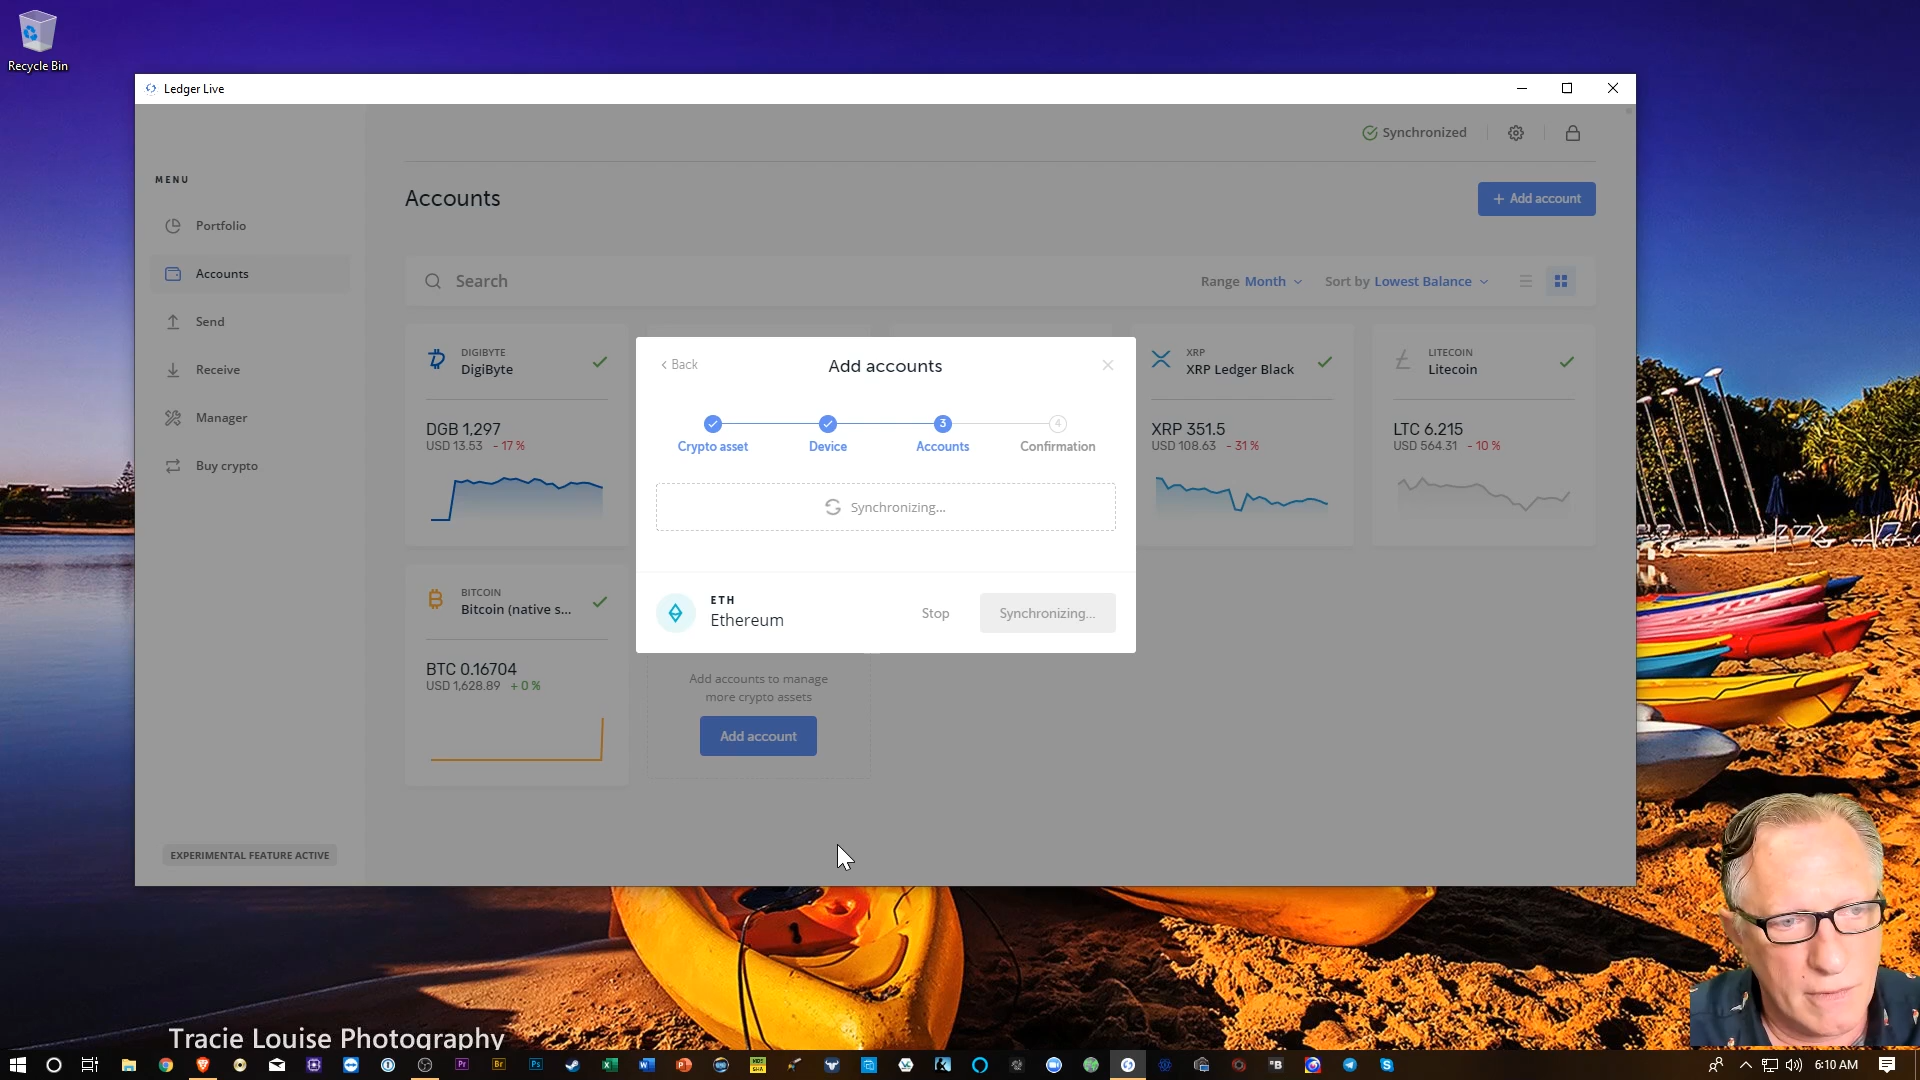 Recycle Bin
Ledger Live
Synchronized
MENU
Portfolio
Accounts
Send
Receive
Manager
Buy crypto
EXPERIMENTAL FEATURE ACTIVE
Accounts
+ Add account
Search
Range Month
Sort by Lowest Balance
DIGIBYTE
DigiByte
DGB 1,297
USD 13.53 - 17 %
XRP
XRP Ledger Black
XRP 351.5
USD 108.63 - 31 %
LITECOIN
Litecoin
LTC 6.215
USD 564.31 - 10 %
BITCOIN
Bitcoin (native s...
BTC 0.16704
USD 1,628.89 + 0 %
Add accounts to manage
more crypto assets
Add account
Back
Add accounts
3
4
Crypto asset
Device
Accounts
Confirmation
Synchronizing...
ETH
Ethereum
Stop
Synchronizing...
Tracie Louise Photography
6:10 AM